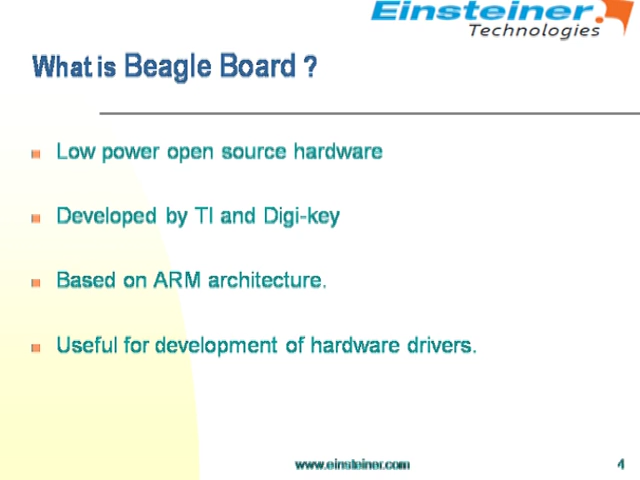 Einsteiner
Technologies
What is Beagle Board ?
Low power open source hardware
Developed by TI and Digi-key
Based on ARM architecture.
Useful for development of hardware drivers.
www.einsteiner.com
4